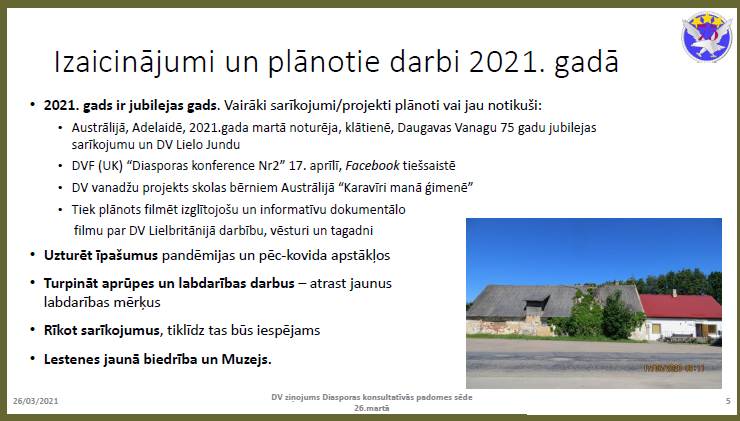 Izaicinājumi un plānotie darbi 2021. gadā
• 2021. gads ir jubilejas gads. Vairāki sarīkojumi/projekti plānoti vai jau notikuši:
• Austrālijā, Adelaidē, 2021.gada martā noturēja, klātienē, Daugavas Vanagu 75 gadu jubilejas
sarīkojumu un DV Lielo Jundu
• DVF (UK) “Diasporas konference Nr2” 17. aprīlī, Facebook tiešsaistē
• DV vanadžu projekts skolas bērniem Austrālijā “Karavīri manā ģimenē”
• Tiek plānots filmēt izglītojošu un informatīvu dokumentālo
filmu par DV Lielbritānijā darbību, vēsturi un tagadni
• Uzturēt īpašumus pandēmijas un pēc-kovida apstākļos
• Turpināt aprūpes un labdarības darbus – atrast jaunus
labdarības mērķus
• Rīkot sarīkojumus, tiklīdz tas būs iespējams
• Lestenes jaunā biedrība un Muzejs.
26/03/2021
DV ziņojums Diasporas konsultatīvās padomes sēde
26.martā
5